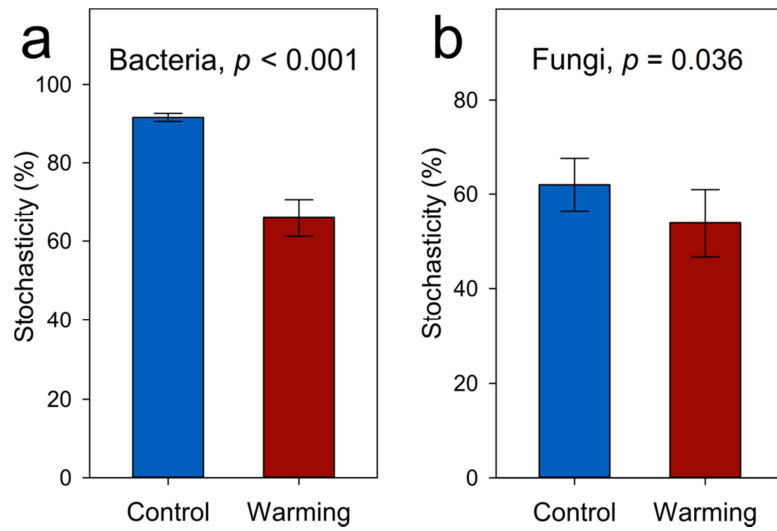 a
Bacteria, p < 0.001
Stochasticity (%)
100
80
60
40
20
0
Control Warming
b
Fungi, p = 0.036
Stochasticity (%)
80
60
40
20
0
Control Warming